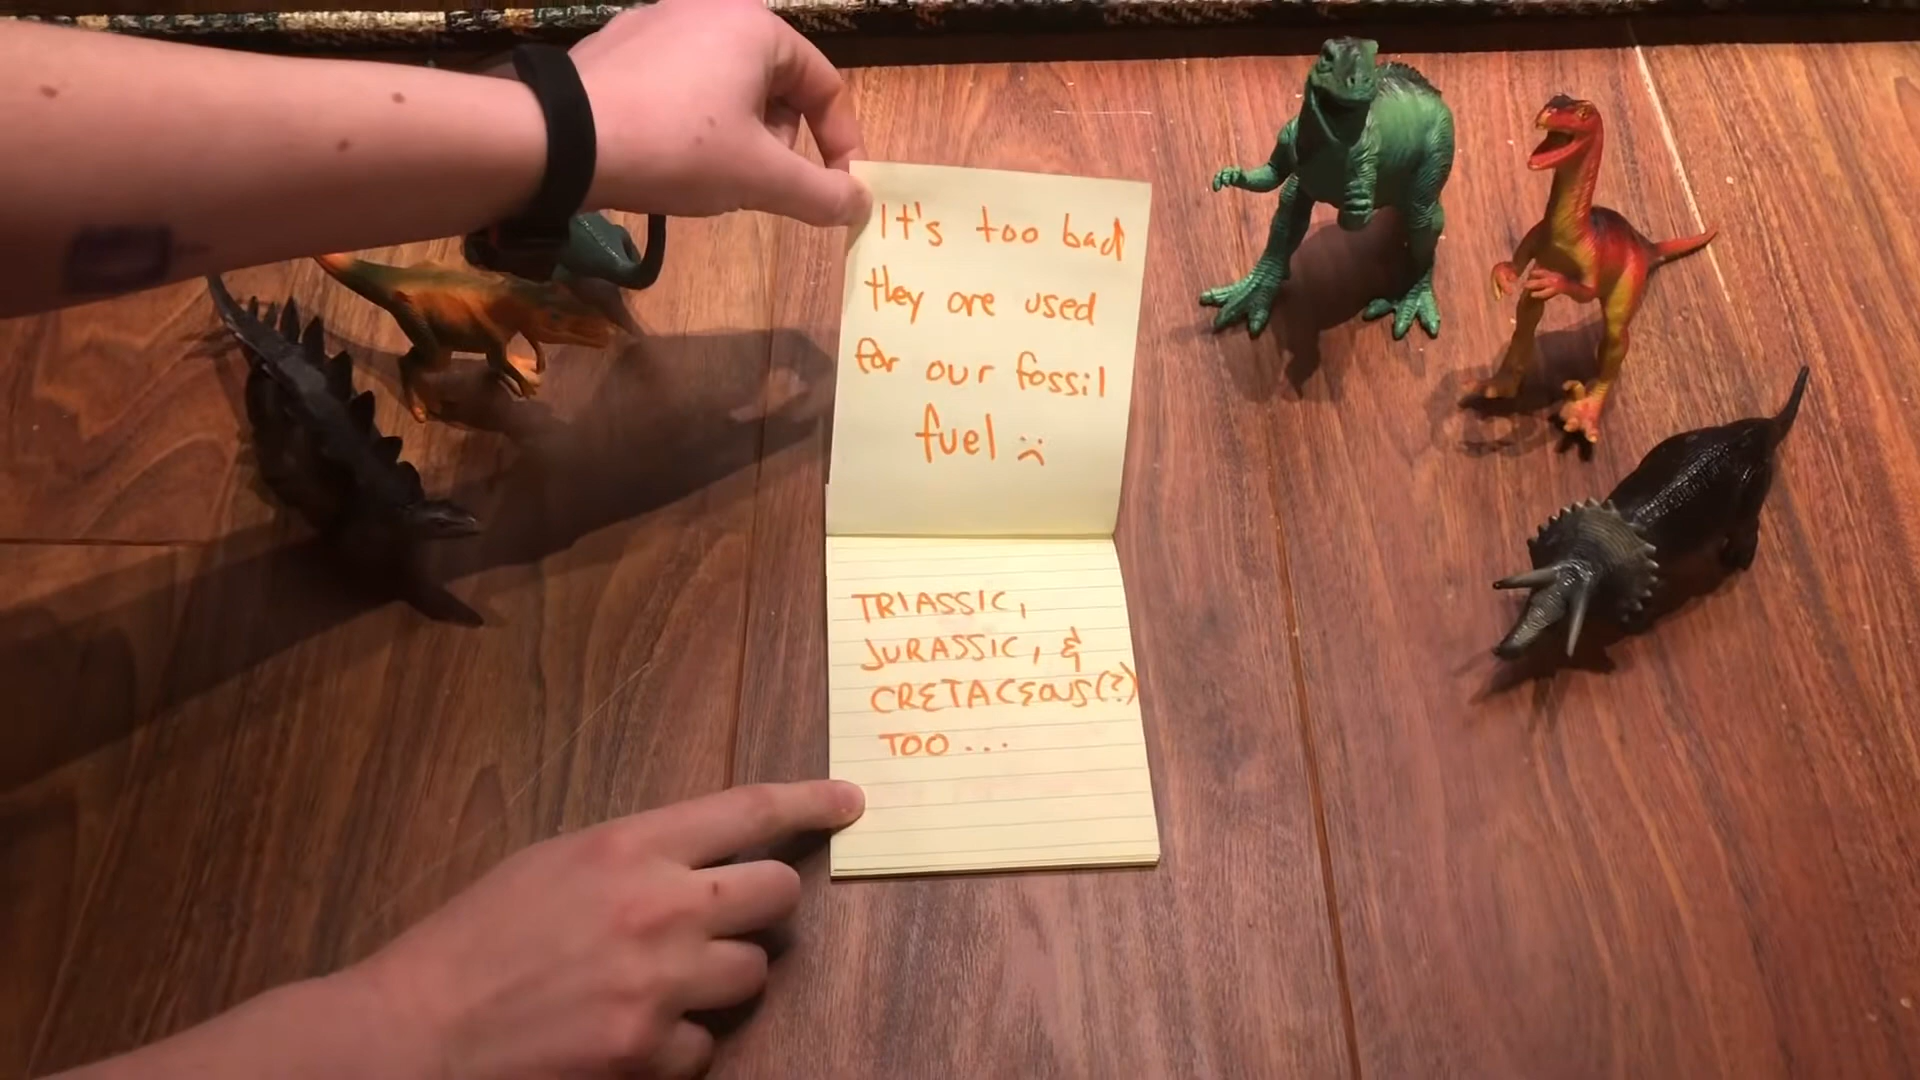 It's too bad
they are used
for our fossil
fuel :(
TRIASSIC,
JURASSIC, &
CRETACEOUS(?)
TOO...